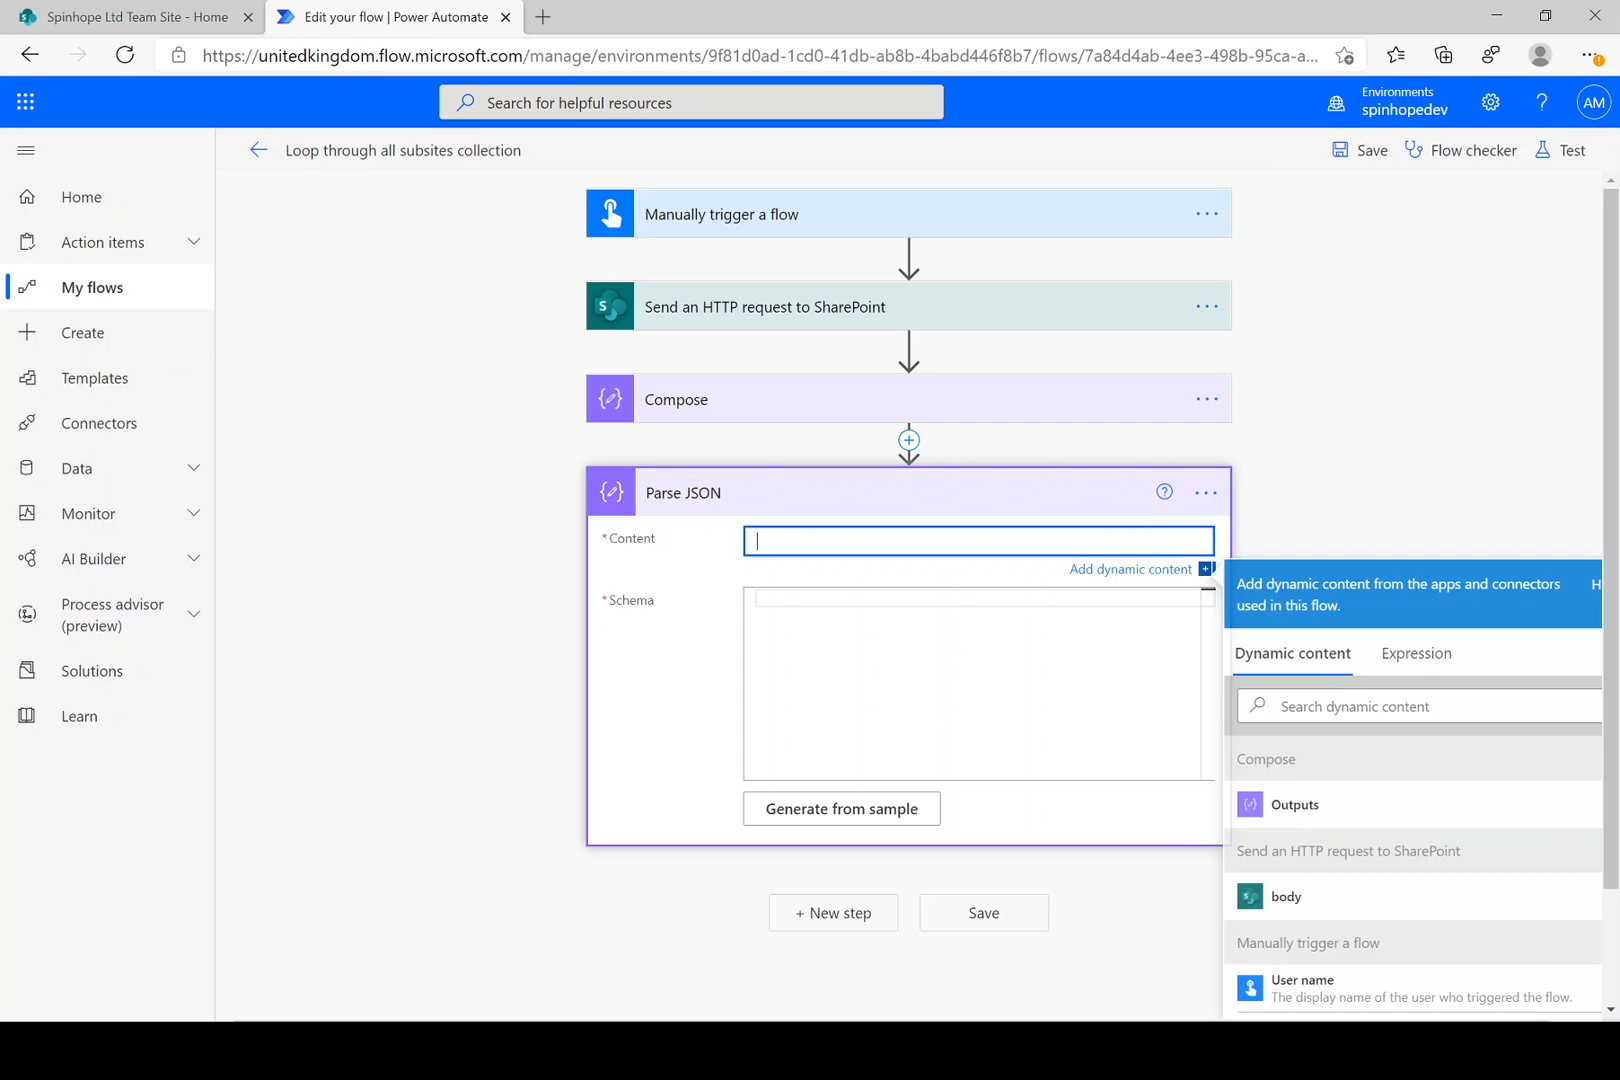 Spinhope Ltd Team Site - Home
Edit your flow | Power Automate
https://unitedkingdom.flow.microsoft.com/manage/environments/9f81d0ad-1cd0-41db-ab8b-4babd446f8b7/flows/7a84d4ab-4ee3-498b-95ca-a...
Search for helpful resources
Environments
spinhopedev
AM
Loop through all subsites collection
Save
Flow checker
Test
Home
Action items
My flows
Create
Templates
Connectors
Data
Monitor
AI Builder
Process advisor
(preview)
Solutions
Learn
Manually trigger a flow
Send an HTTP request to SharePoint
Compose
Parse JSON
* Content
Add dynamic content
* Schema
Generate from sample
+ New step
Save
Add dynamic content from the apps and connectors
used in this flow.
H
Dynamic content
Expression
Search dynamic content
Compose
Outputs
Send an HTTP request to SharePoint
body
Manually trigger a flow
User name
The display name of the user who triggered the flow.